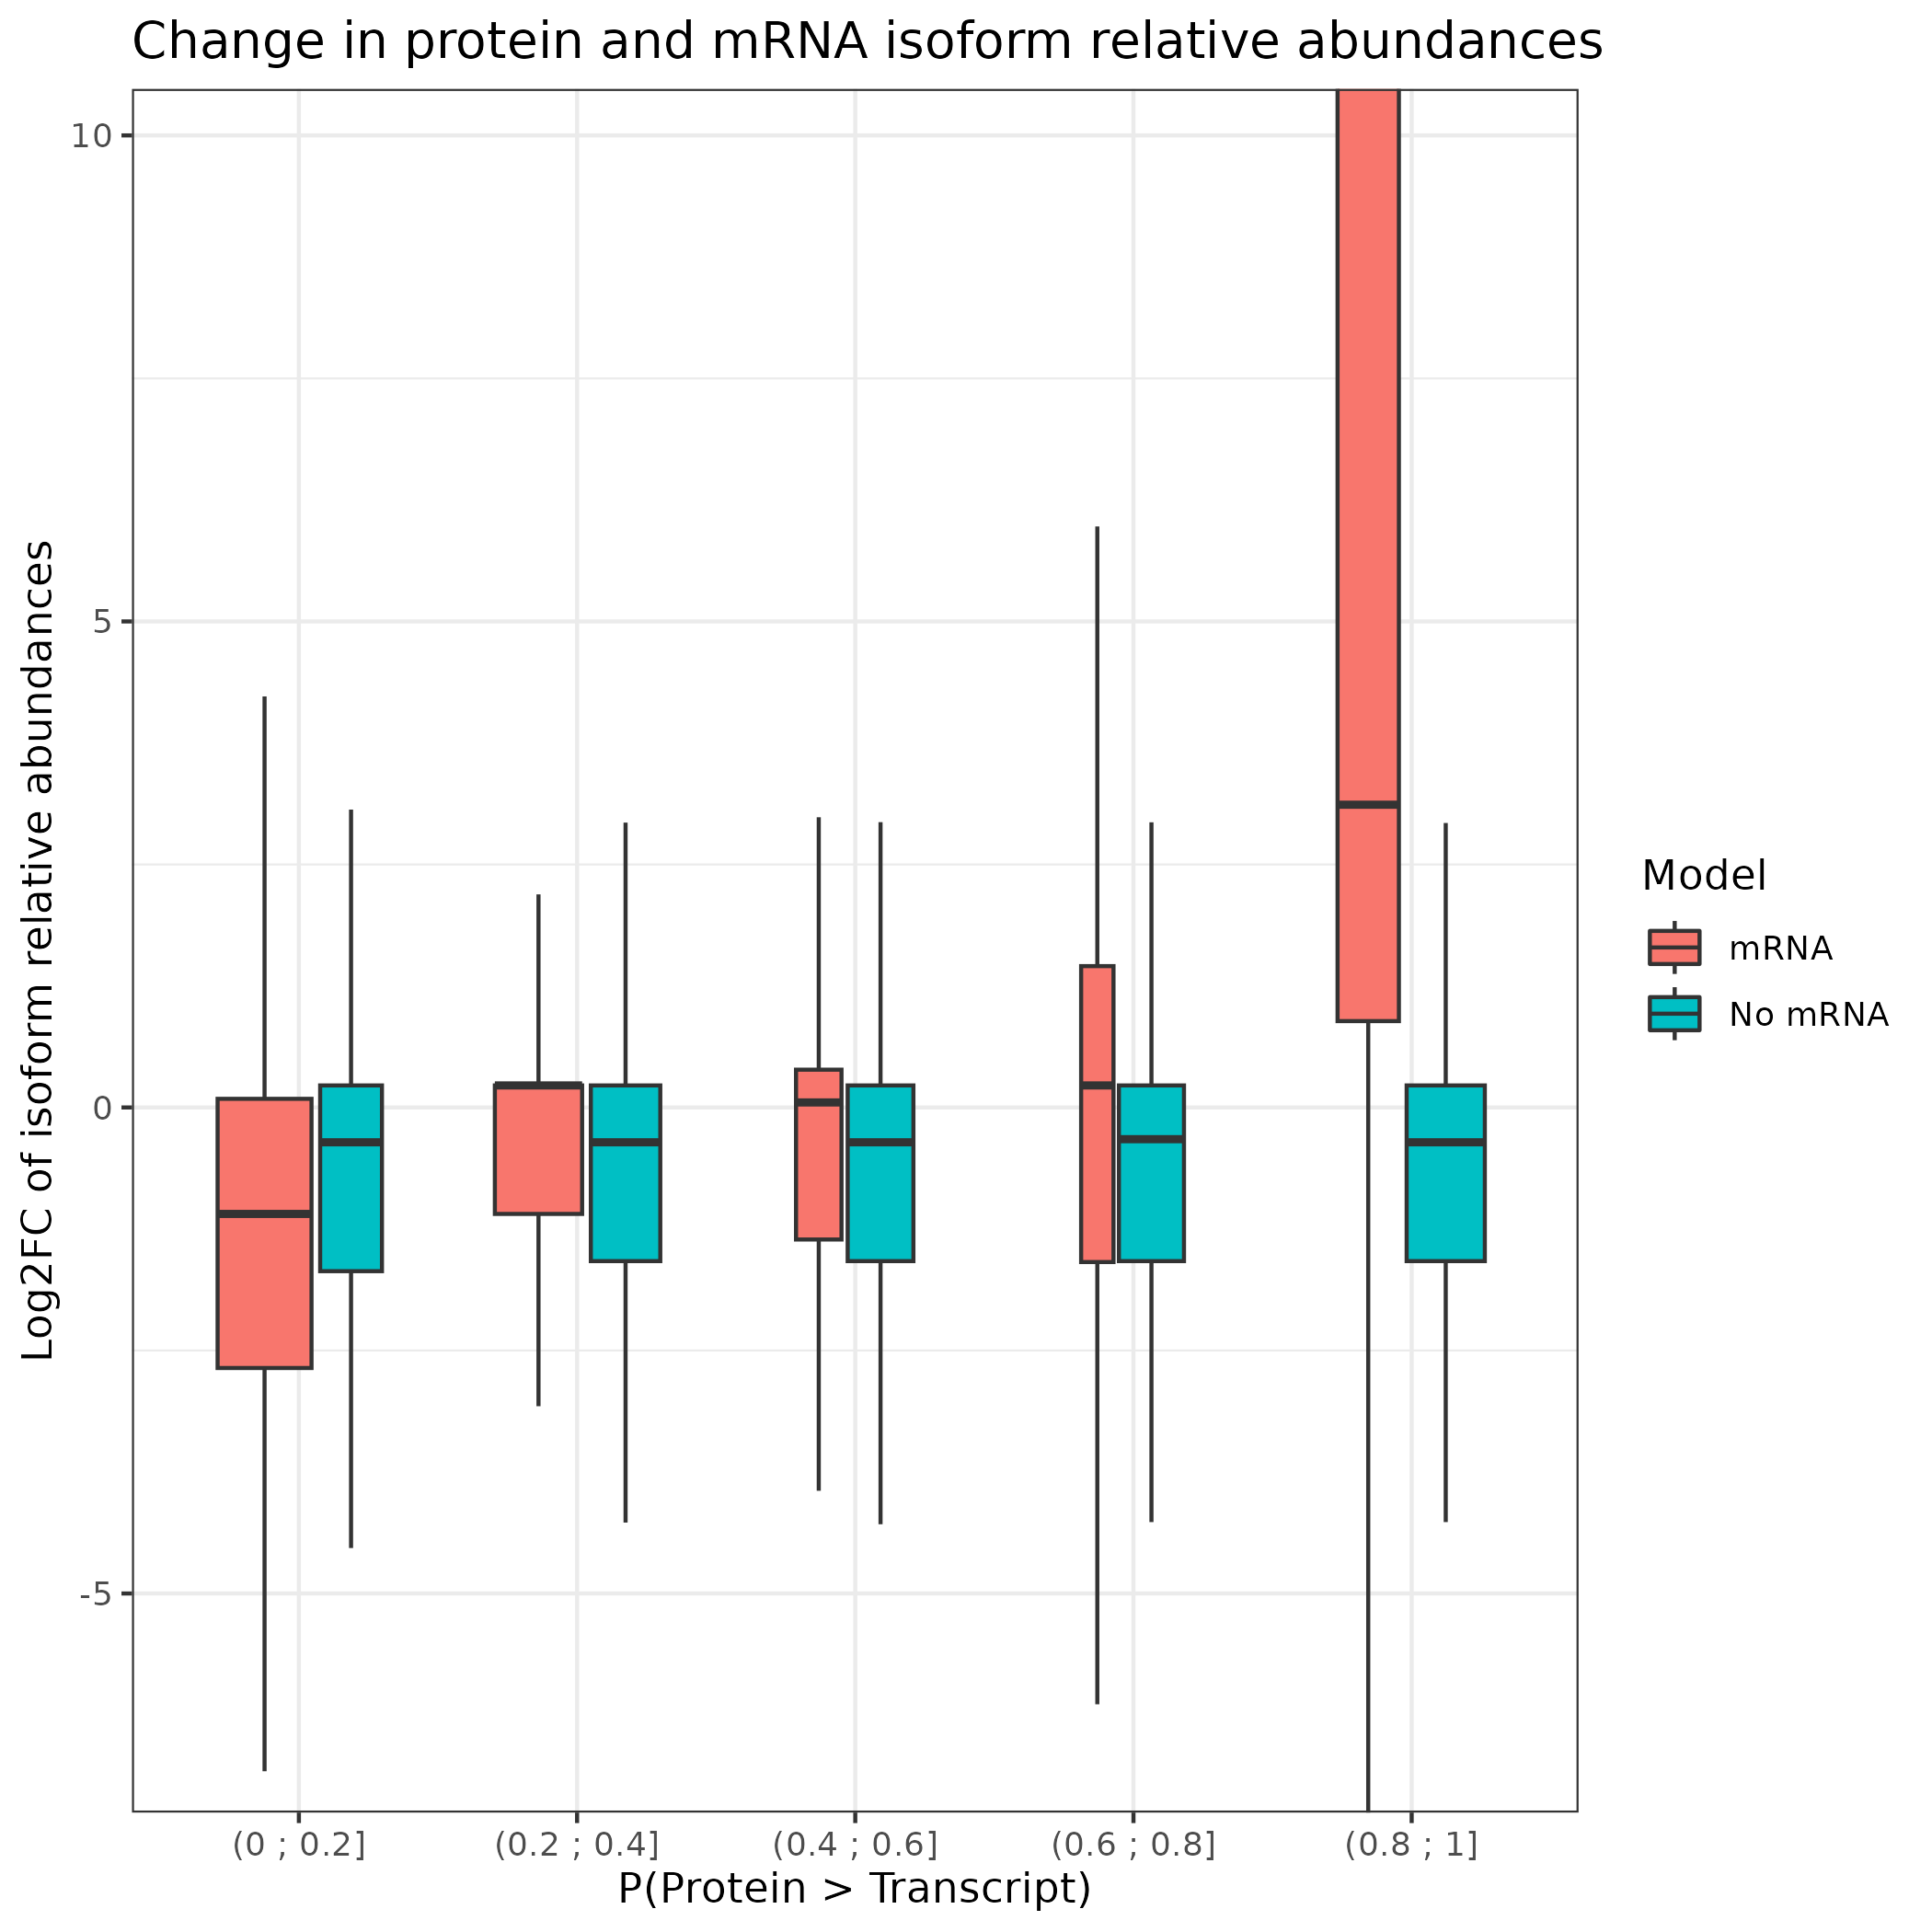 Change in protein and mRNA isoform relative abundances
Log2FC of isoform relative abundances
10
5
0
-5
(0 ; 0.2]
(0.2 ; 0.4]
(0.4 ; 0.6]
(0.6 ; 0.8]
(0.8 ; 1]
P(Protein > Transcript)
Model
mRNA
No mRNA